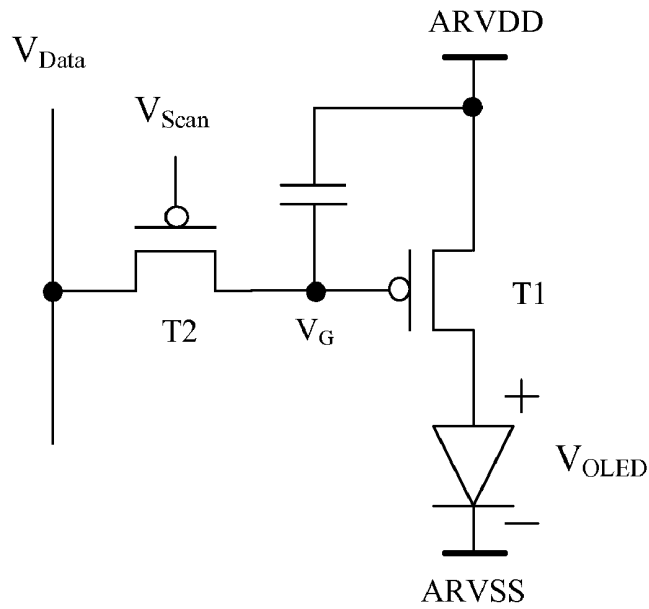 ARVDD
V_Data
V_Scan
T1
T2
V_G
+
V_OLED
−
ARVSS